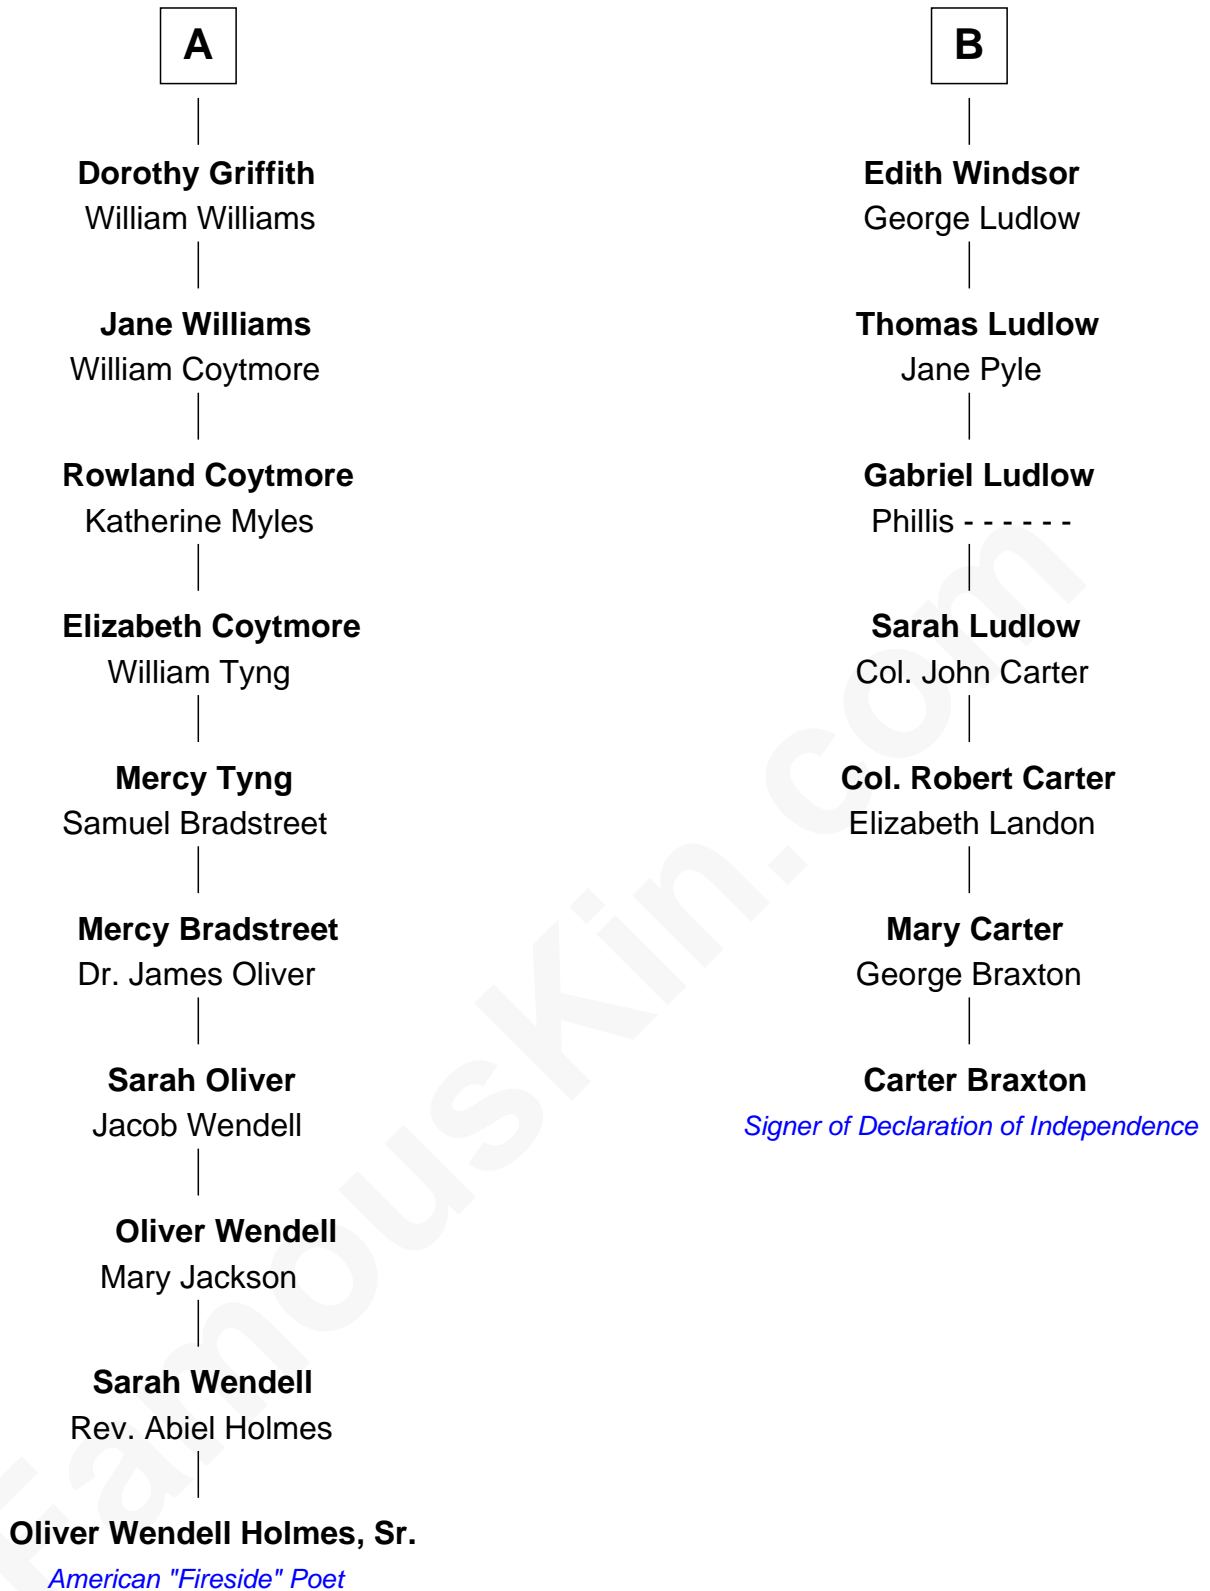 A
Dorothy Griffith
William Williams
Jane Williams
William Coytmore
Rowland Coytmore
Katherine Myles
Elizabeth Coytmore
William Tyng
Mercy Tyng
Samuel Bradstreet
Mercy Bradstreet
Dr. James Oliver
Sarah Oliver
Jacob Wendell
Oliver Wendell
Mary Jackson
Sarah Wendell
Rev. Abiel Holmes
Oliver Wendell Holmes, Sr.
American "Fireside" Poet
B
Edith Windsor
George Ludlow
Thomas Ludlow
Jane Pyle
Gabriel Ludlow
Phillis - - - - - -
Sarah Ludlow
Col. John Carter
Col. Robert Carter
Elizabeth Landon
Mary Carter
George Braxton
Carter Braxton
Signer of Declaration of Independence
FamousKin.com